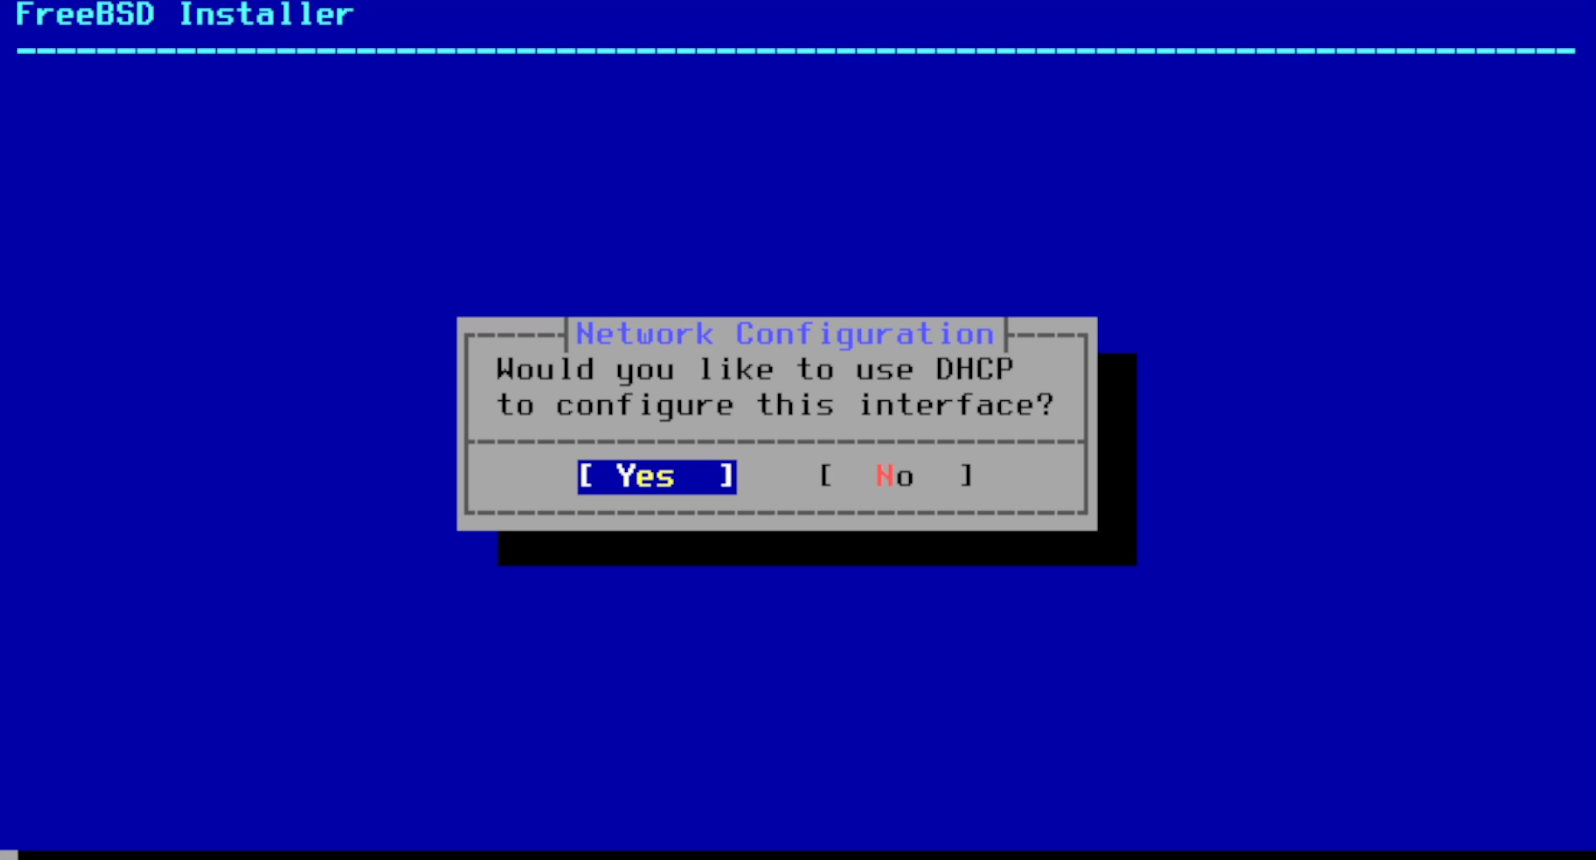 FreeBSD Installer
Network Configuration
Would you like to use DHCP
to configure this interface?
[ Yes ] [ No ]